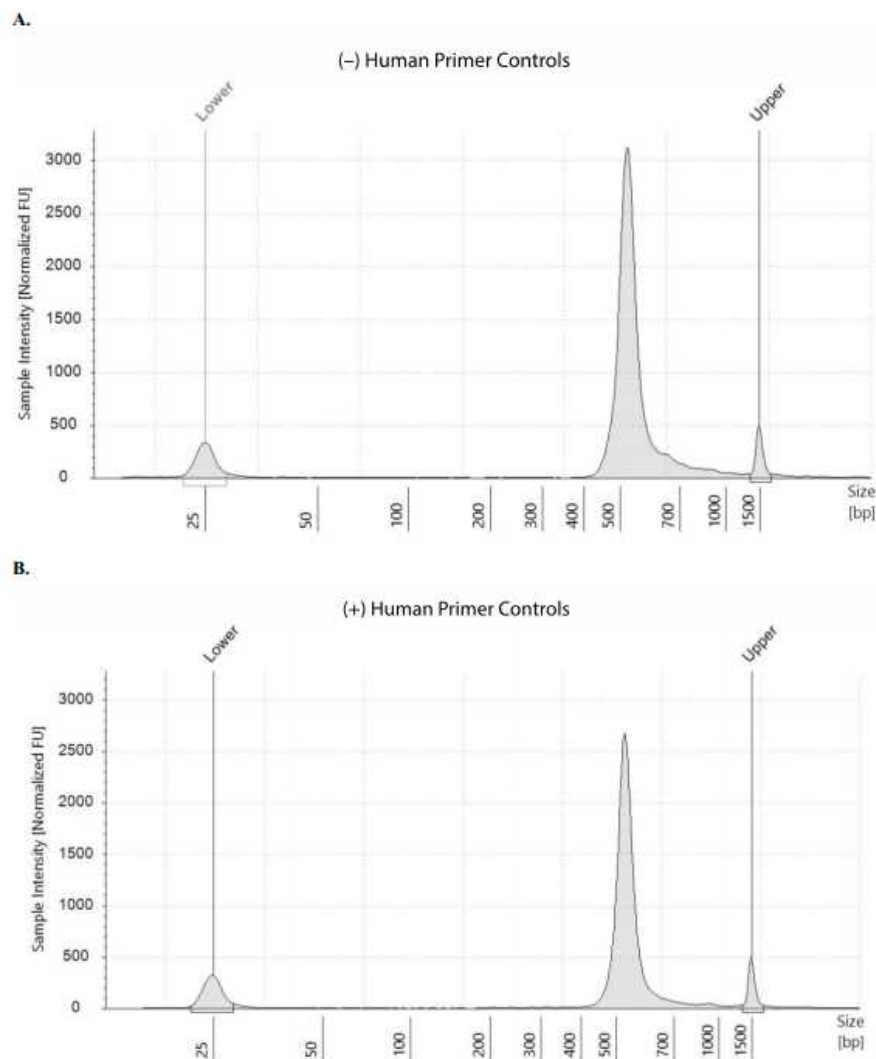 A.
(–) Human Primer Controls
Lower
Upper
Sample Intensity [Normalized FU]
3000
2500
2000
1500
1000
500
0
25
50
100
200
300
400
500
700
1000
1500
Size
[bp]
B.
(+) Human Primer Controls
Lower
Upper
Sample Intensity [Normalized FU]
3000
2500
2000
1500
1000
500
0
25
50
100
200
300
400
500
700
1000
1500
Size
[bp]